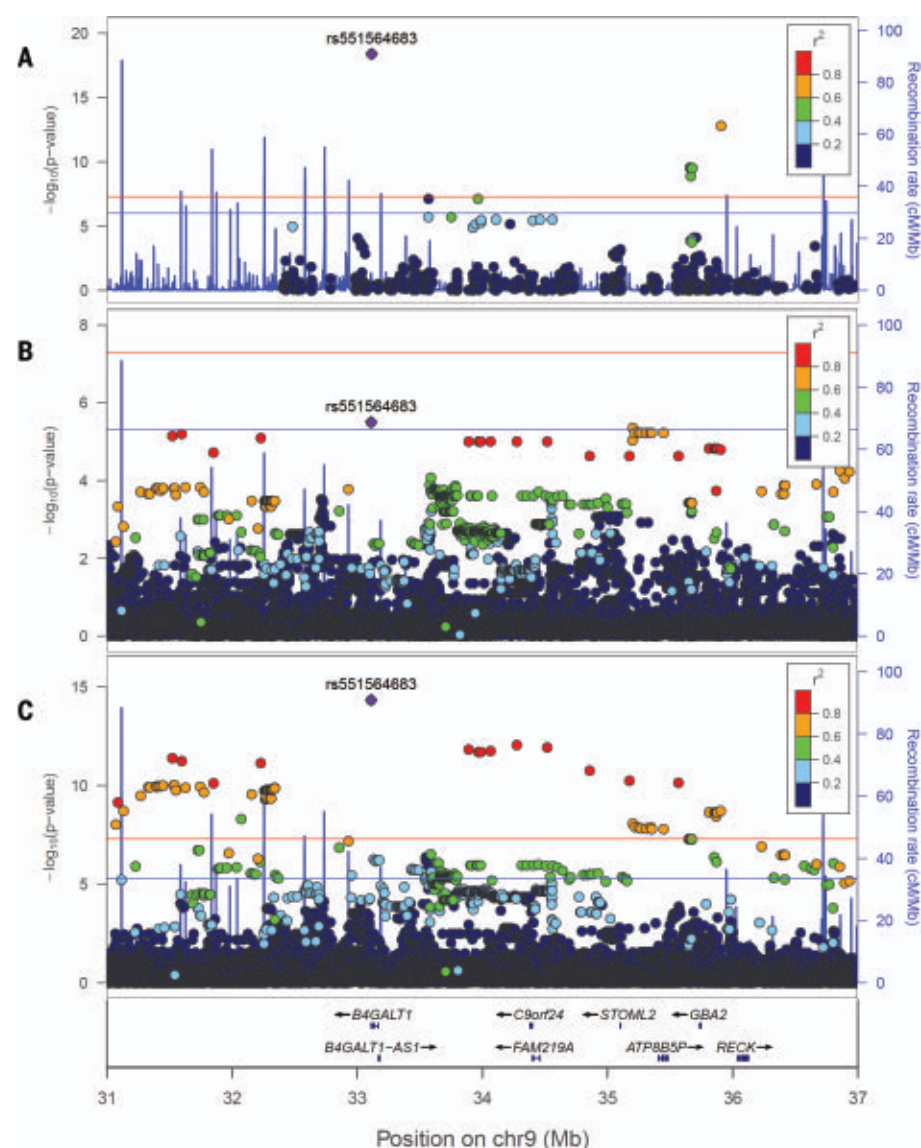 A
rs551564683
−log10(p-value)
20
15
10
5
0
r2
0.8
0.6
0.4
0.2
100
80
60
40
20
0
Recombination rate (cM/Mb)
B
rs551564683
−log10(p-value)
8
6
4
2
0
r2
0.8
0.6
0.4
0.2
100
80
60
40
20
0
Recombination rate (cM/Mb)
C
rs551564683
−log10(p-value)
15
10
5
0
r2
0.8
0.6
0.4
0.2
100
80
60
40
20
0
Recombination rate (cM/Mb)
←B4GALT1 ←C9orf24 ←STOML2 ←GBA2
B4GALT1−AS1→ ←FAM219A ATP8B5P→ RECK→
31 32 33 34 35 36 37
Position on chr9 (Mb)